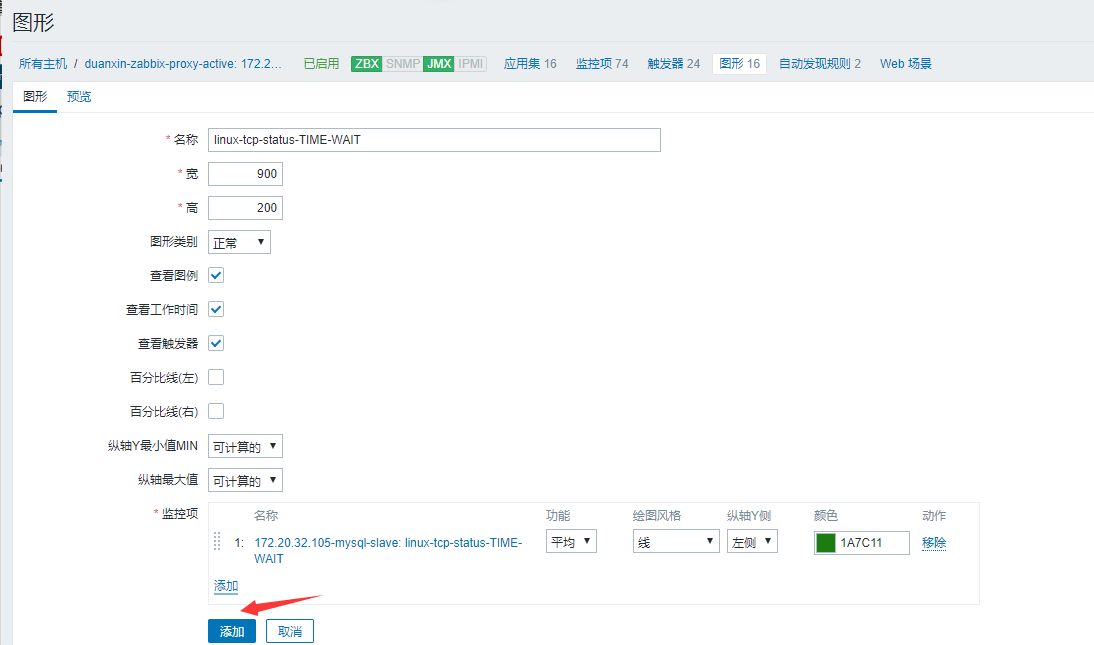 图形
所有主机 / duanxin-zabbix-proxy-active: 172.2... 已启用 ZBX SNMP JMX IPMI 应用集 16 监控项 74 触发器 24 图形 16 自动发现规则 2 Web 场景
图形 预览
* 名称 linux-tcp-status-TIME-WAIT
* 宽 900
* 高 200
图形类别 正常
查看图例
查看工作时间
查看触发器
百分比线(左)
百分比线(右)
纵轴Y最小值MIN 可计算的
纵轴最大值 可计算的
* 监控项 名称 功能 绘图风格 纵轴Y侧 颜色 动作
1: 172.20.32.105-mysql-slave: linux-tcp-status-TIME- 平均 线 左侧 1A7C11 移除
WAIT
添加
添加 取消